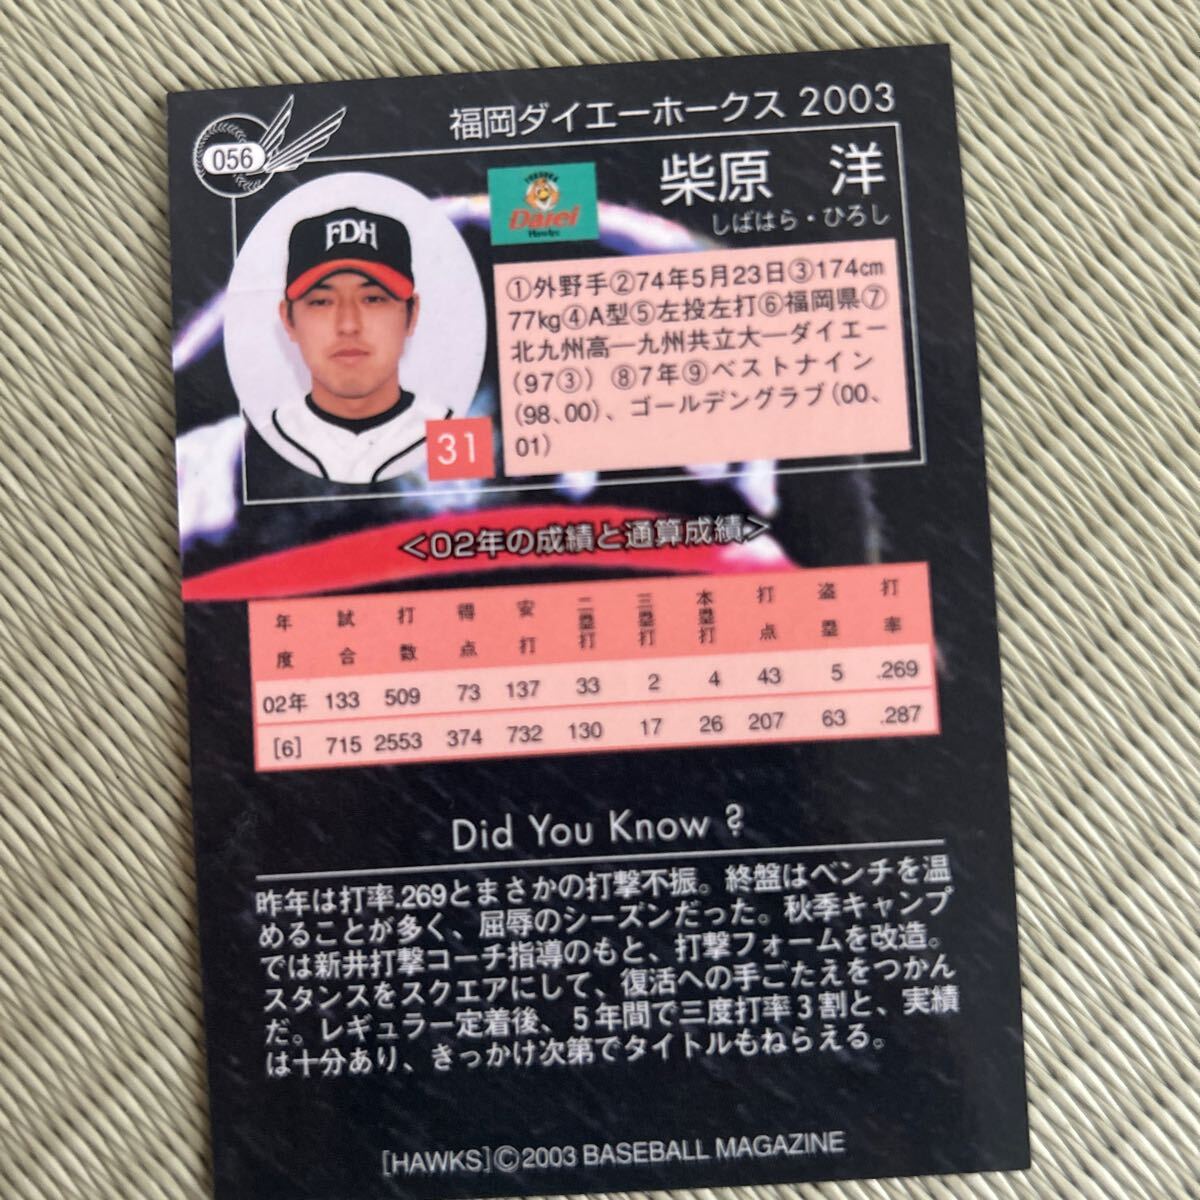 056
福岡ダイエーホークス 2003
柴原 洋
しばはら・ひろし
FUKUOKA
Daiei
Hawks
FDH
31
①外野手②74年5月23日③174cm
77kg④A型⑤左投左打⑥福岡県⑦
北九州高―九州共立大―ダイエー
(97③) ⑧7年⑨ベストナイン
(98、00)、ゴールデングラブ(00、
01)
＜02年の成績と通算成績＞
年度 試合 打数 得点 安打 二塁打 三塁打 本塁打 打点 盗塁 打率
02年 133 509 73 137 33 2 4 43 5 .269
[6] 715 2553 374 732 130 17 26 207 63 .287
Did You Know ?
昨年は打率.269とまさかの打撃不振。終盤はベンチを温
めることが多く、屈辱のシーズンだった。秋季キャンプ
では新井打撃コーチ指導のもと、打撃フォームを改造。
スタンスをスクエアにして、復活への手ごたえをつかん
だ。レギュラー定着後、5年間で三度打率3割と、実績
は十分あり、きっかけ次第でタイトルもねらえる。
[HAWKS]©2003 BASEBALL MAGAZINE